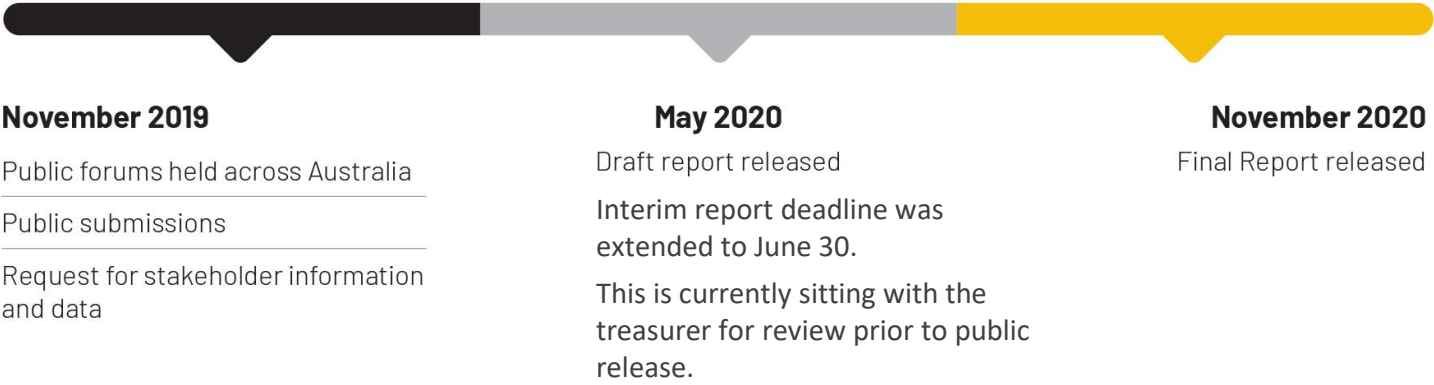 November 2019
Public forums held across Australia
Public submissions
Request for stakeholder information
and data
May 2020
Draft report released
Interim report deadline was
extended to June 30.
This is currently sitting with the
treasurer for review prior to public
release.
November 2020
Final Report released